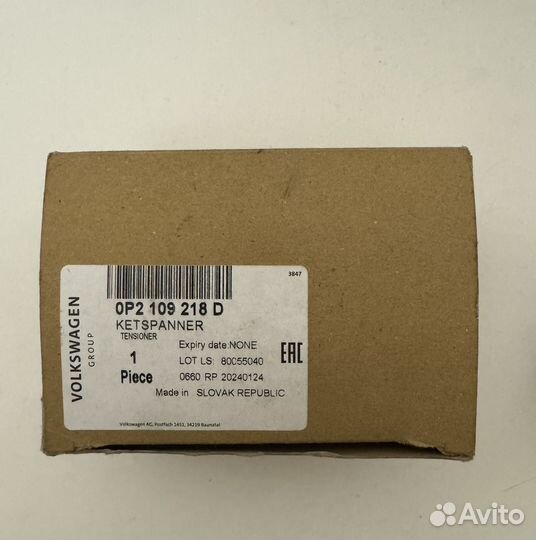 VOLKSWAGEN
GROUP
3847
0P2 109 218 D
KETSPANNER
TENSIONER
1
Piece
Expiry date:NONE
LOT LS: 80055040
0660 RP 20240124
Made in SLOVAK REPUBLIC
EAC
Volkswagen AG, Postfach 1451, 34219 Baunatal
Avito